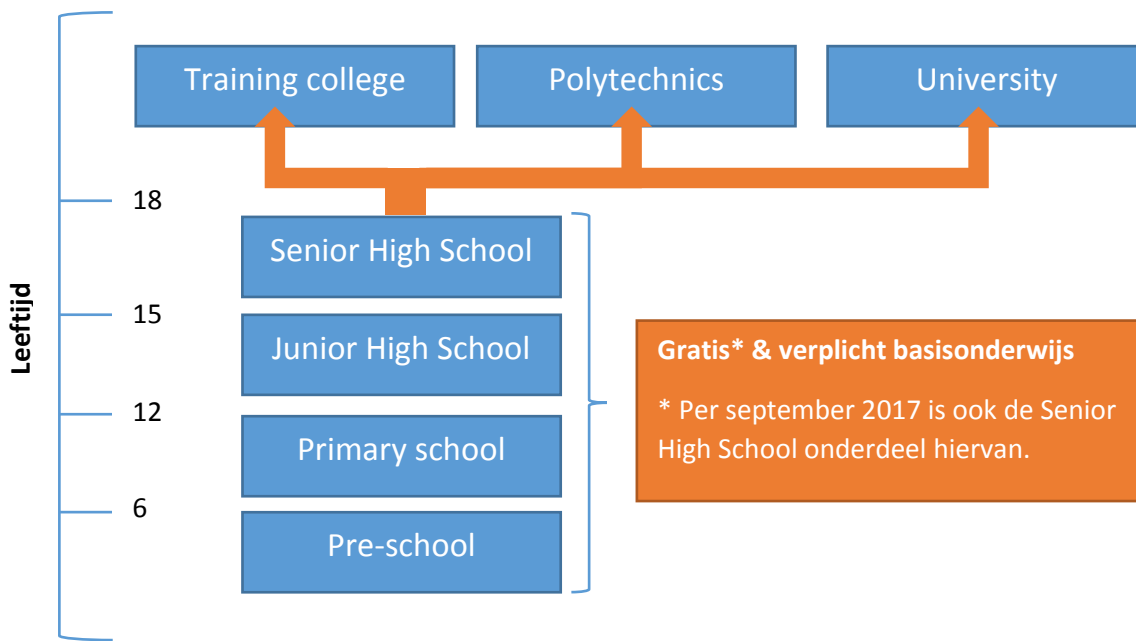 Training college
Polytechnics
University
18
Senior High School
15
Junior High School
Leeftijd
Gratis* & verplicht basisonderwijs
* Per september 2017 is ook de Senior
High School onderdeel hiervan.
12
Primary school
6
Pre-school